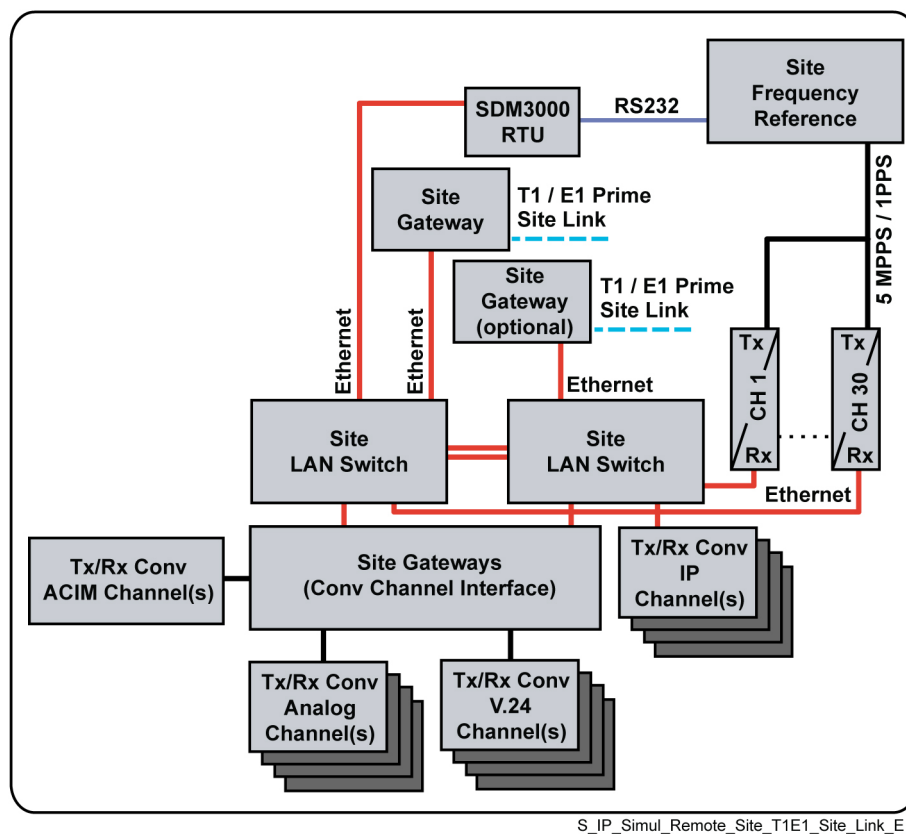 Site
Frequency
Reference
SDM3000
RTU
RS232
Site
Gateway
T1 / E1 Prime
Site Link
5 MPPS / 1PPS
Site
Gateway
(optional)
T1 / E1 Prime
Site Link
Ethernet
Ethernet
Ethernet
Tx
CH 1
Rx
Tx
CH 30
Rx
Site
LAN Switch
Site
LAN Switch
Ethernet
Tx/Rx Conv
ACIM Channel(s)
Site Gateways
(Conv Channel Interface)
Tx/Rx Conv
IP
Channel(s)
Tx/Rx Conv
Analog
Channel(s)
Tx/Rx Conv
V.24
Channel(s)
S_IP_Simul_Remote_Site_T1E1_Site_Link_E